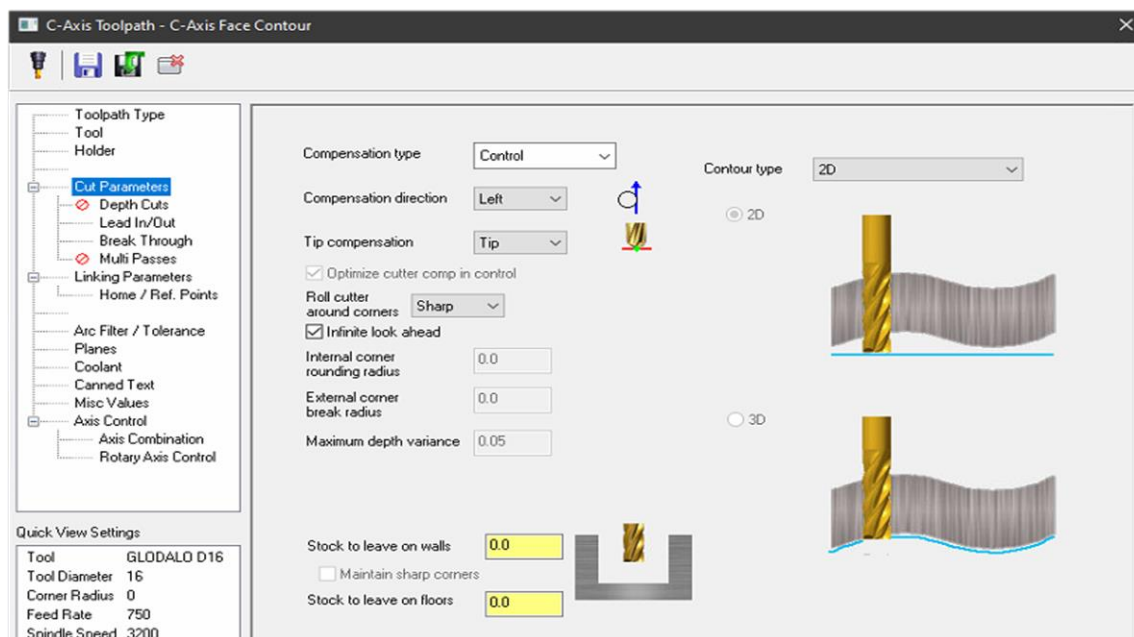 C-Axis Toolpath - C-Axis Face Contour
Toolpath Type
Tool
Holder
Cut Parameters
Depth Cuts
Lead In/Out
Break Through
Multi Passes
Linking Parameters
Home / Ref. Points
Arc Filter / Tolerance
Planes
Coolant
Canned Text
Misc Values
Axis Control
Axis Combination
Rotary Axis Control
Quick View Settings
Tool GLODALO D16
Tool Diameter 16
Corner Radius 0
Feed Rate 750
Spindle Speed 3200
Compensation type Control
Compensation direction Left
Tip compensation Tip
Optimize cutter comp in control
Roll cutter
around corners Sharp
Infinite look ahead
Internal corner
rounding radius 0.0
External corner
break radius 0.0
Maximum depth variance 0.05
Stock to leave on walls 0.0
Maintain sharp corners
Stock to leave on floors 0.0
Contour type 2D
2D
3D